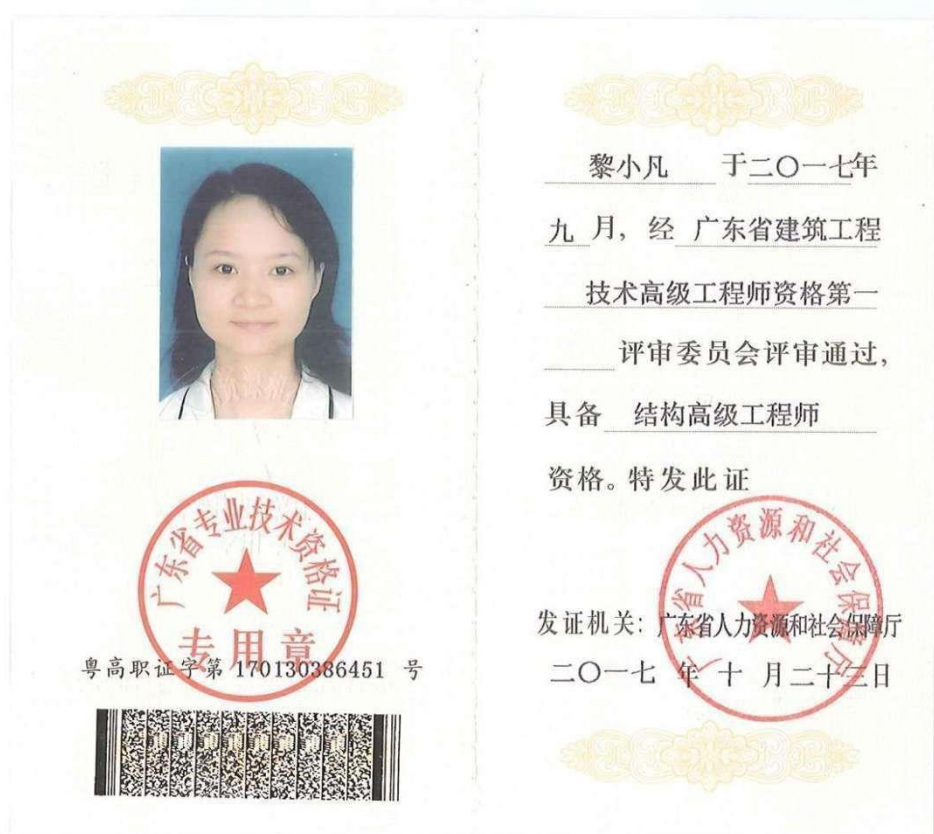 广东省专业技术资格证
专用章
粤高职证字第 170130386451 号
黎小凡 于二〇一七年
九 月，经 广东省建筑工程
技术高级工程师资格第一
评审委员会评审通过，
具备 结构高级工程师
资格。特发此证
广东省人力资源和社会保障厅
发证机关：广东省人力资源和社会保障厅
二〇一七 年 十 月二十三日